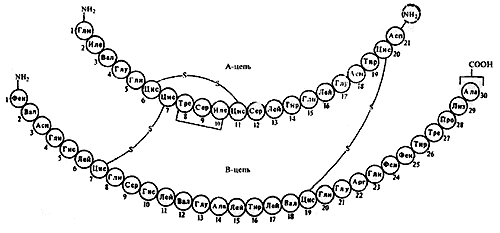 NH₂
NH₂
Гли Иле Вал Глу Гли Цис Цис Тре Сер Иле Цис Сер Лей Тир Гли Лей Глу Асн Тир Цис Асп
1 2 3 4 5 6 7 8 9 10 11 12 13 14 15 16 17 18 19 20 21
S S
А-цепь
S S
S S
В-цепь
NH₂
COOH
Фен Вал Асп Гли Гис Лей Цис Гли Сер Гис Лей Вал Глу Ала Лей Тир Лей Вал Цис Гли Глу Арг Гли Фен Фен Тир Тре Про Лиз Ала
1 2 3 4 5 6 7 8 9 10 11 12 13 14 15 16 17 18 19 20 21 22 23 24 25 26 27 28 29 30